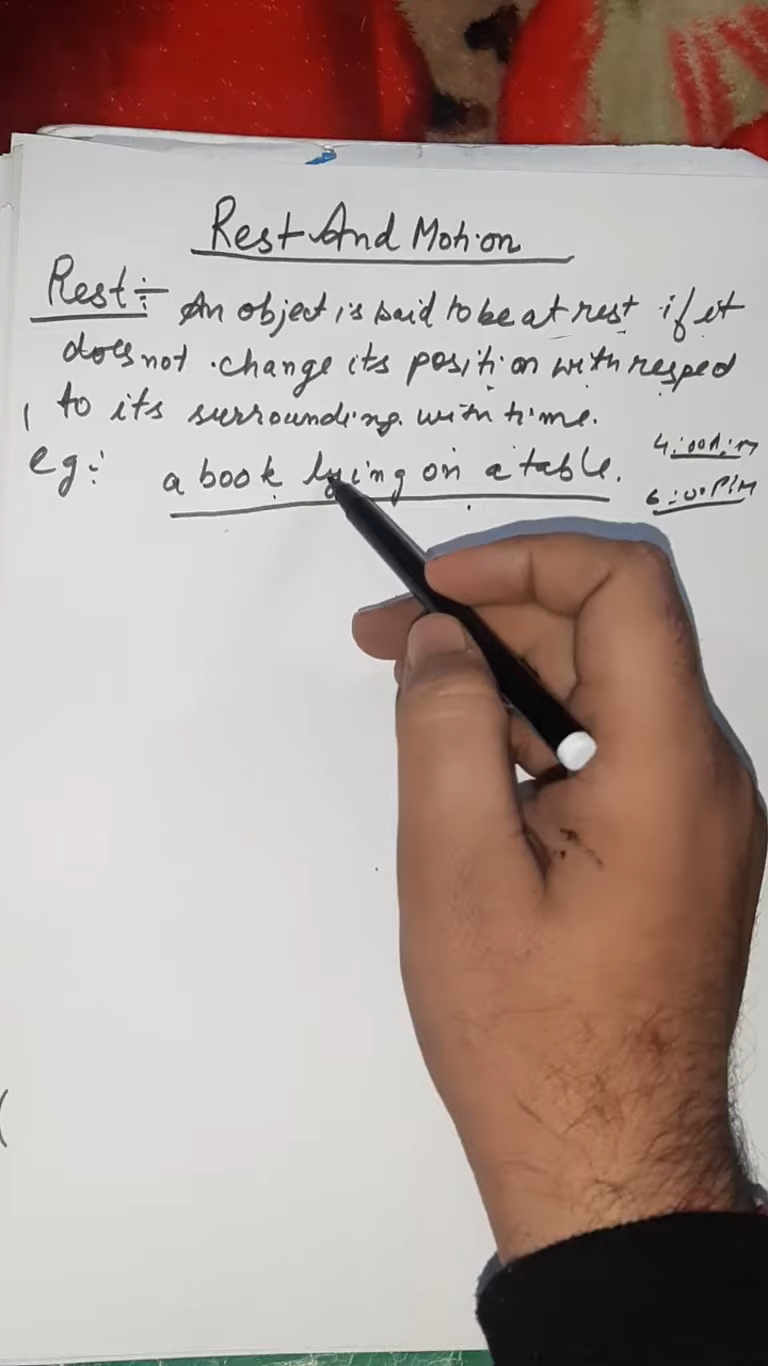 Rest And Motion
Rest:- An object is said to be at rest if it
does not change its position with respect
to its surrounding with time.
eg:- a book lying on a table.
4:00 P.M
6:00 P.M